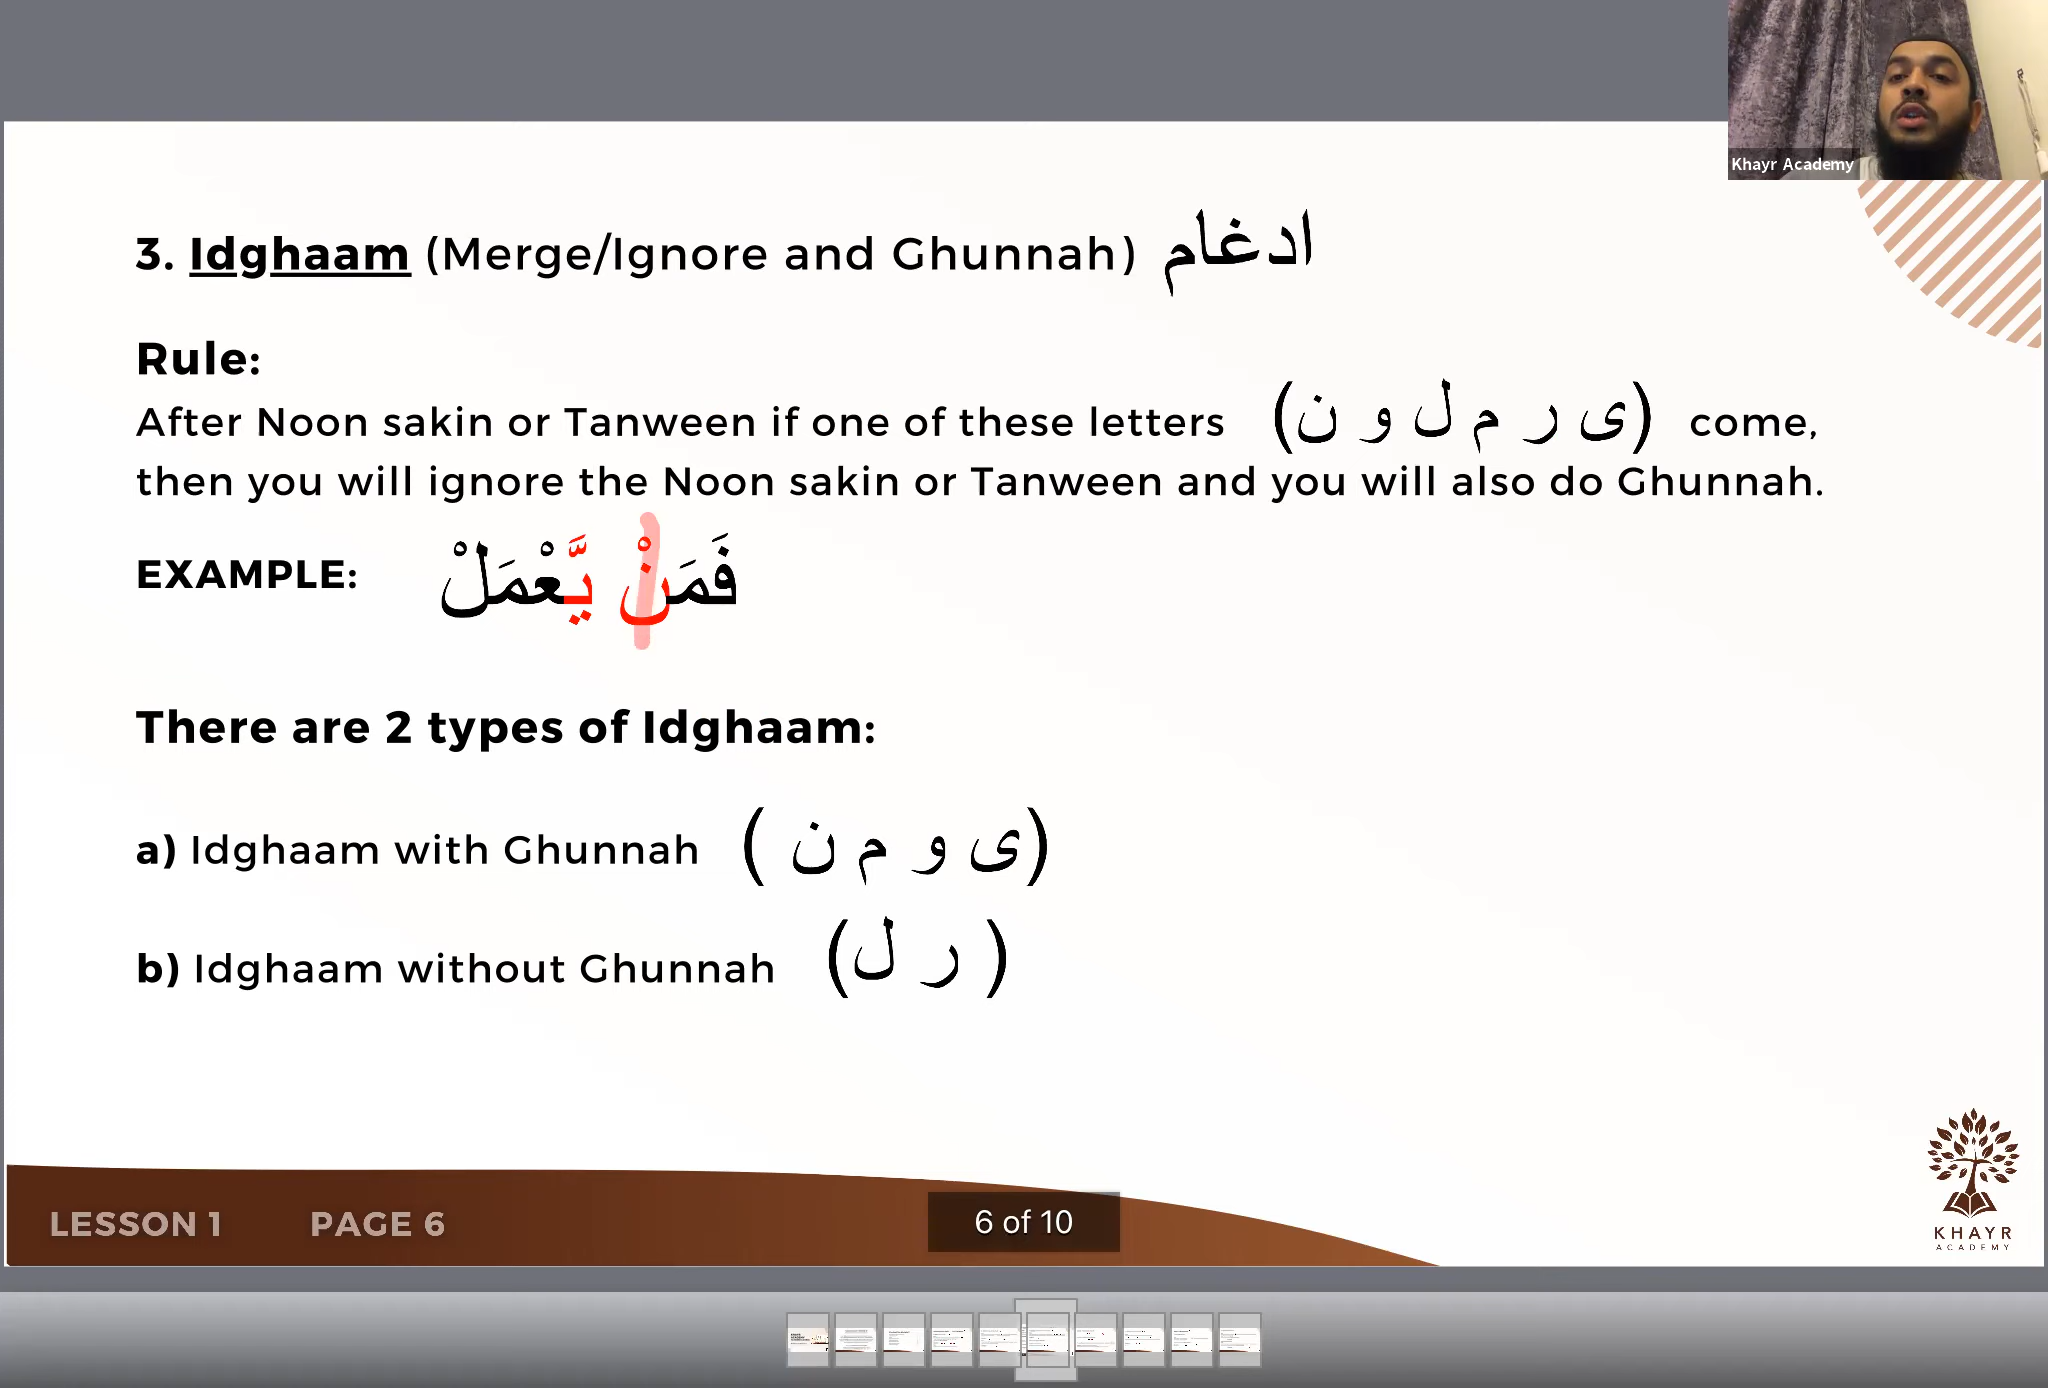 Khayr Academy
3. Idghaam (Merge/Ignore and Ghunnah) ادغام
Rule:
After Noon sakin or Tanween if one of these letters (ى ر م ل و ن) come,
then you will ignore the Noon sakin or Tanween and you will also do Ghunnah.
EXAMPLE: فَمَنْ يَّعْمَلْ
There are 2 types of Idghaam:
a) Idghaam with Ghunnah (ى و م ن )
b) Idghaam without Ghunnah ( ر ل)
LESSON 1 PAGE 6
6 of 10
KHAYR
ACADEMY